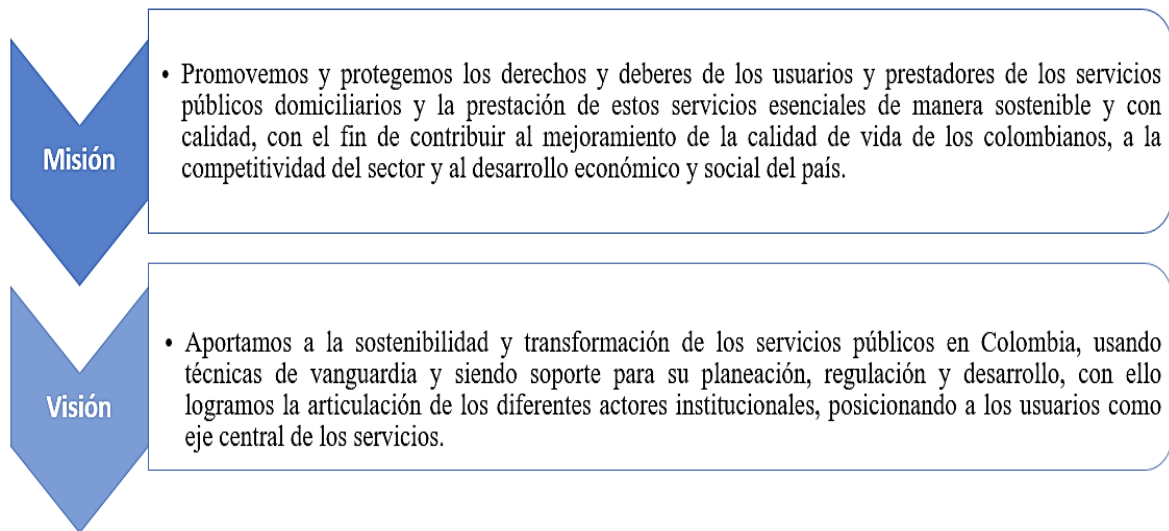 Misión
• Promovemos y protegemos los derechos y deberes de los usuarios y prestadores de los servicios
públicos domiciliarios y la prestación de estos servicios esenciales de manera sostenible y con
calidad, con el fin de contribuir al mejoramiento de la calidad de vida de los colombianos, a la
competitividad del sector y al desarrollo económico y social del país.
Visión
• Aportamos a la sostenibilidad y transformación de los servicios públicos en Colombia, usando
técnicas de vanguardia y siendo soporte para su planeación, regulación y desarrollo, con ello
logramos la articulación de los diferentes actores institucionales, posicionando a los usuarios como
eje central de los servicios.